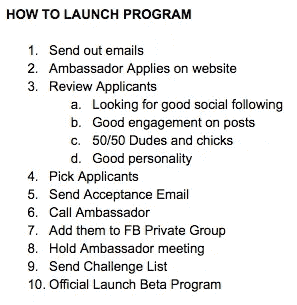 HOW TO LAUNCH PROGRAM
1. Send out emails
2. Ambassador Applies on website
3. Review Applicants
a. Looking for good social following
b. Good engagement on posts
c. 50/50 Dudes and chicks
d. Good personality
4. Pick Applicants
5. Send Acceptance Email
6. Call Ambassador
7. Add them to FB Private Group
8. Hold Ambassador meeting
9. Send Challenge List
10. Official Launch Beta Program